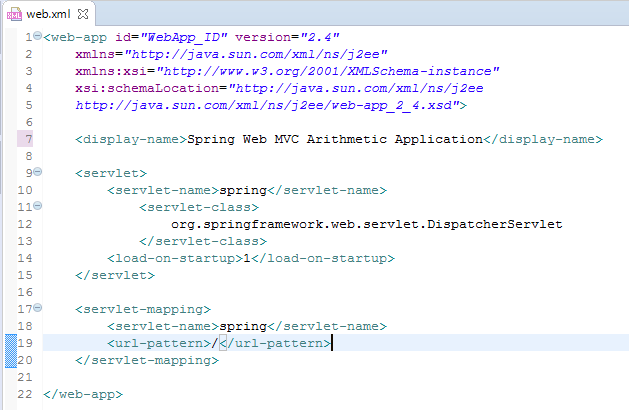 web.xml
1 <web-app id="WebApp_ID" version="2.4"
2 xmlns="http://java.sun.com/xml/ns/j2ee"
3 xmlns:xsi="http://www.w3.org/2001/XMLSchema-instance"
4 xsi:schemaLocation="http://java.sun.com/xml/ns/j2ee
5 http://java.sun.com/xml/ns/j2ee/web-app_2_4.xsd">
6
7 <display-name>Spring Web MVC Arithmetic Application</display-name>
8
9 <servlet>
10 <servlet-name>spring</servlet-name>
11 <servlet-class>
12 org.springframework.web.servlet.DispatcherServlet
13 </servlet-class>
14 <load-on-startup>1</load-on-startup>
15 </servlet>
16
17 <servlet-mapping>
18 <servlet-name>spring</servlet-name>
19 <url-pattern>/</url-pattern>
20 </servlet-mapping>
21
22 </web-app>